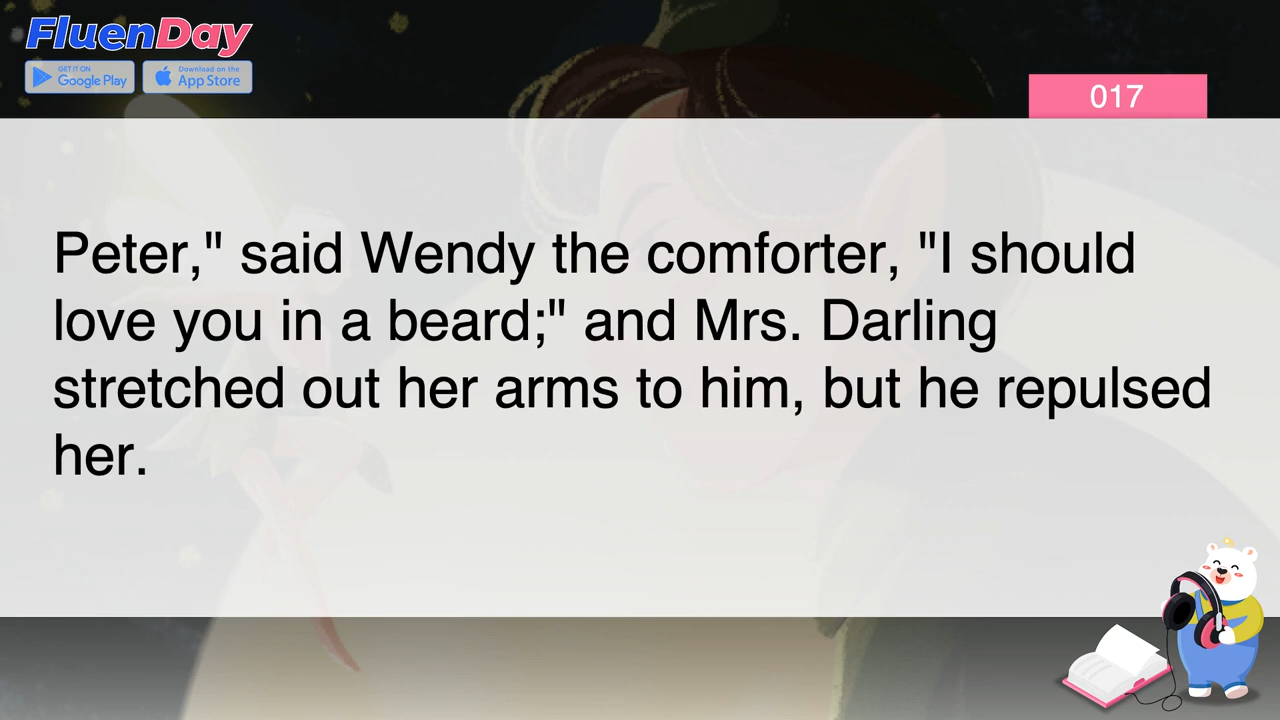 FluenDay
GET IT ON
Google Play
Download on the
App Store
017
Peter," said Wendy the comforter, "I should
love you in a beard;" and Mrs. Darling
stretched out her arms to him, but he repulsed
her.